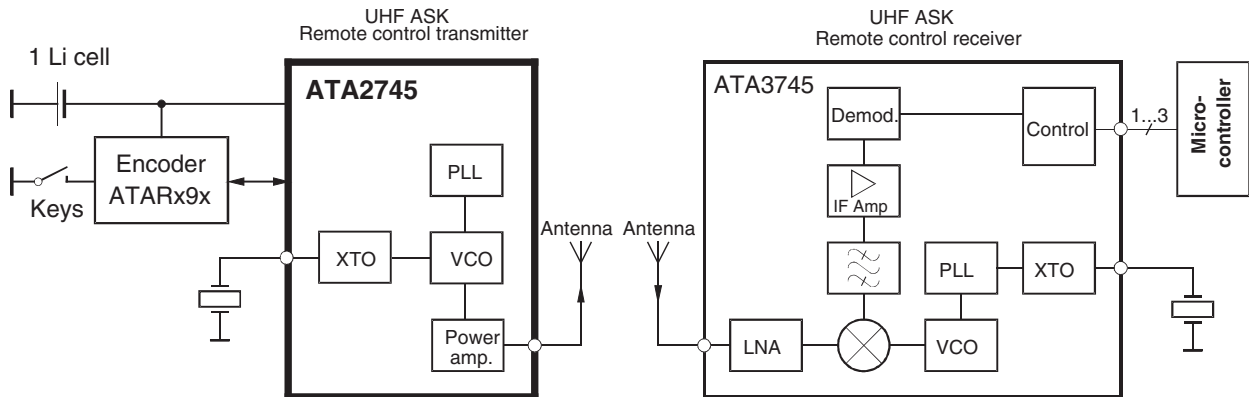 UHF ASK
Remote control transmitter
UHF ASK
Remote control receiver
1 Li cell
ATA2745
ATA3745
Demod.
Control
1...3
Micro-
controller
Encoder
ATARx9x
Keys
PLL
IF Amp
Antenna
Antenna
XTO
VCO
PLL
XTO
Power
amp.
LNA
VCO